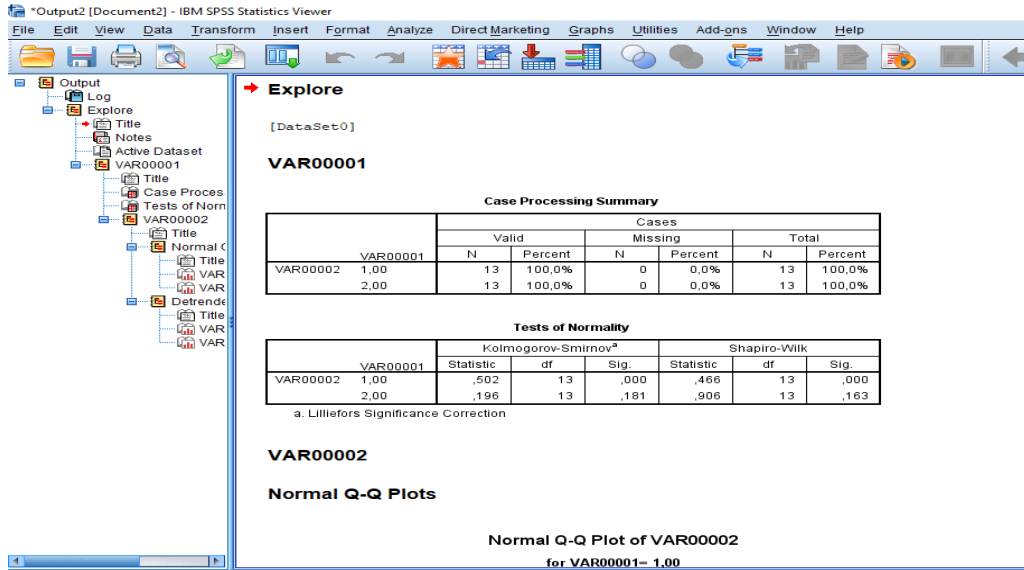 *Output2 [Document2] - IBM SPSS Statistics Viewer
File Edit View Data Transform Insert Format Analyze Direct Marketing Graphs Utilities Add-ons Window Help
Output
Log
Explore
Title
Notes
Active Dataset
VAR00001
Title
Case Proces
Tests of Norn
VAR00002
Title
Normal (
Title
VAR
VAR
Detrende
Title
VAR
VAR
Explore
[DataSet0]
VAR00001
Case Processing Summary
Cases
Valid Missing Total
VAR00001 N Percent N Percent N Percent
VAR00002 1,00 13 100,0% 0 0,0% 13 100,0%
2,00 13 100,0% 0 0,0% 13 100,0%
Tests of Normality
Kolmogorov-Smirnov^a Shapiro-Wilk
VAR00001 Statistic df Sig. Statistic df Sig.
VAR00002 1,00 ,502 13 ,000 ,466 13 ,000
2,00 ,196 13 ,181 ,906 13 ,163
a. Lilliefors Significance Correction
VAR00002
Normal Q-Q Plots
Normal Q-Q Plot of VAR00002
for VAR00001= 1,00